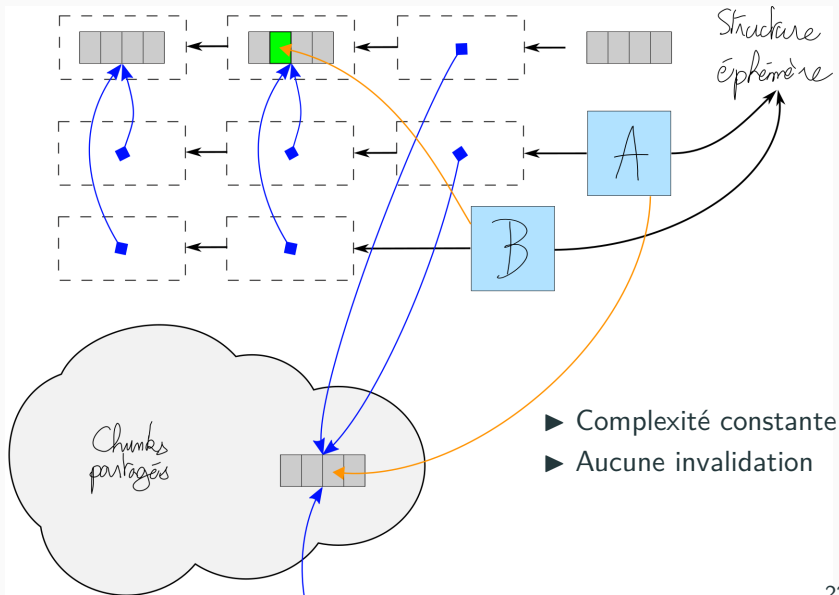 Structure
éphémère
A
B
Chunks
partagés
▶ Complexité constante
▶ Aucune invalidation